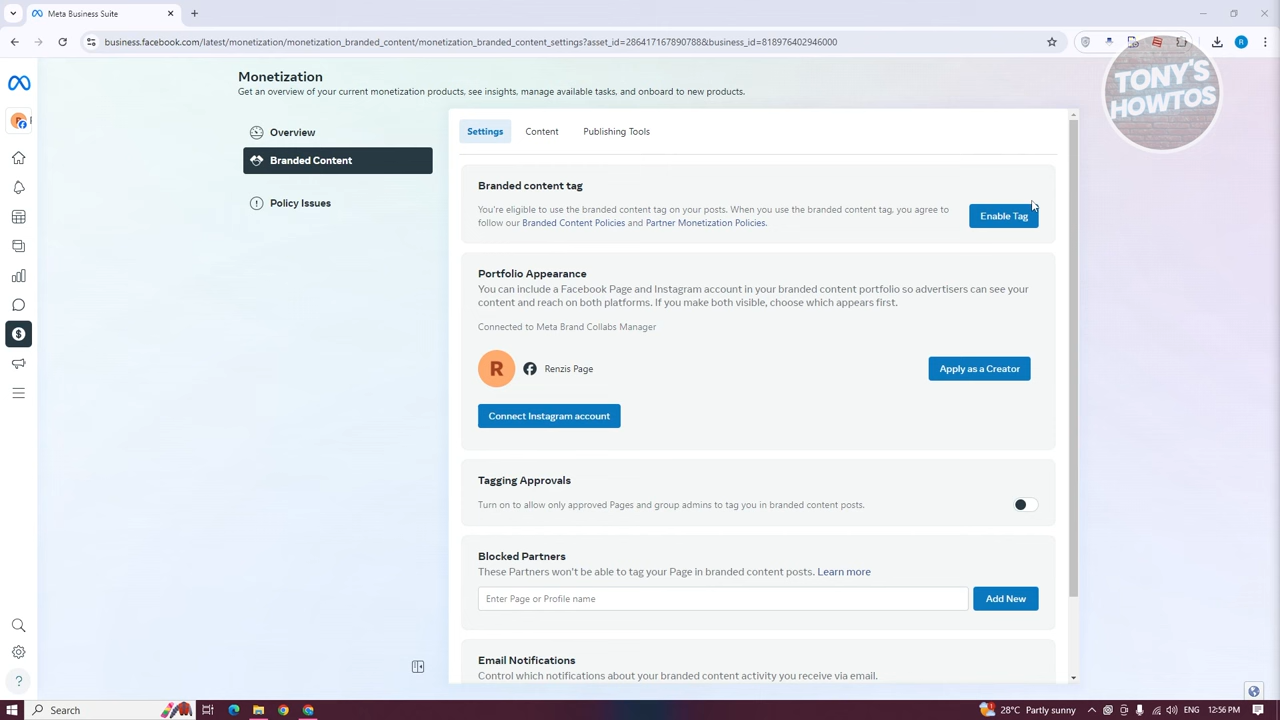 Meta Business Suite
business.facebook.com/latest/monetization/monetization_branded_content/monetization_branded_content_settings?asset_id=286417167890788&business_id=818976402946000
R
TONY'S
HOWTOS
Monetization
Get an overview of your current monetization products, see insights, manage available tasks, and onboard to new products.
Overview
Branded Content
Policy Issues
Settings
Content
Publishing Tools
Branded content tag
You're eligible to use the branded content tag on your posts. When you use the branded content tag, you agree to
follow our Branded Content Policies and Partner Monetization Policies.
Enable Tag
Portfolio Appearance
You can include a Facebook Page and Instagram account in your branded content portfolio so advertisers can see your
content and reach on both platforms. If you make both visible, choose which appears first.
Connected to Meta Brand Collabs Manager
R
Renzis Page
Apply as a Creator
Connect Instagram account
Tagging Approvals
Turn on to allow only approved Pages and group admins to tag you in branded content posts.
Blocked Partners
These Partners won't be able to tag your Page in branded content posts. Learn more
Enter Page or Profile name
Add New
Email Notifications
Control which notifications about your branded content activity you receive via email.
Search
28°C Partly sunny
ENG
12:56 PM